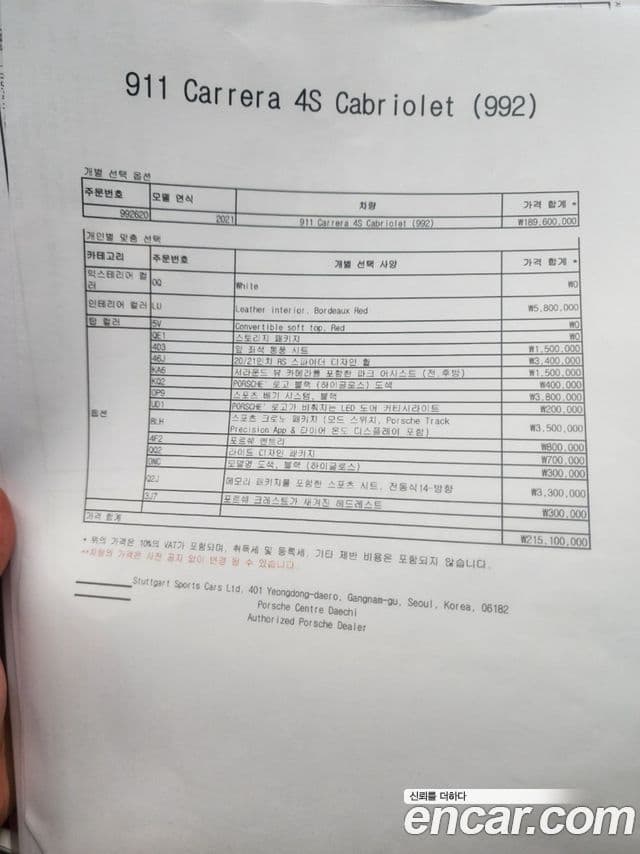 911 Carrera 4S Cabriolet (992)
개별 선택 옵션
주문번호 모델 연식 차량 가격 합계 *
992620 2021 911 Carrera 4S Cabriolet (992) ₩189,600,000
개인별 맞춤 선택
카테고리 주문번호 개별 선택 사양 가격 합계 *
익스테리어 컬러 0Q White ₩0
인테리어 컬러 LU Leather interior, Bordeaux Red ₩5,800,000
탑 컬러 5V Convertible soft top, Red ₩0
옵션
QE1 스토리지 패키지 ₩0
4D3 앞 좌석 통풍 시트 ₩1,500,000
46J 20/21인치 RS 스파이더 디자인 휠 ₩3,400,000
KA6 서라운드 뷰 카메라를 포함한 파크 어시스트 (전.후방) ₩1,500,000
KQ2 PORSCHE' 로고 블랙 (하이글로스) 도색 ₩400,000
0P9 스포츠 배기 시스템, 블랙 ₩3,800,000
UD1 PORSCHE' 로고가 비춰지는 LED 도어 커티시라이트 ₩200,000
8LH 스포츠 크로노 패키지 (모드 스위치, Porsche Track
Precision App & 타이어 온도 디스플레이 포함) ₩3,500,000
4F2 포르쉐 엔트리 ₩800,000
QQ2 라이트 디자인 패키지 ₩700,000
0NC 모델명 도색, 블랙 (하이글로스) ₩300,000
Q2J 메모리 패키지를 포함한 스포츠 시트, 전동식14-방향 ₩3,300,000
3J7 포르쉐 크레스트가 새겨진 헤드레스트 ₩300,000
가격 합계 ₩215,100,000
* 위의 가격은 10%의 VAT가 포함되며, 취득세 및 등록세, 기타 제반 비용은 포함되지 않습니다.
**차량의 가격은 사전 공지 없이 변경 될 수 있습니다.
Stuttgart Sports Cars Ltd. 401 Yeongdong-daero, Gangnam-gu, Seoul, Korea, 06182
Porsche Centre Daechi
Authorized Porsche Dealer
신뢰를 더하다
encar.com